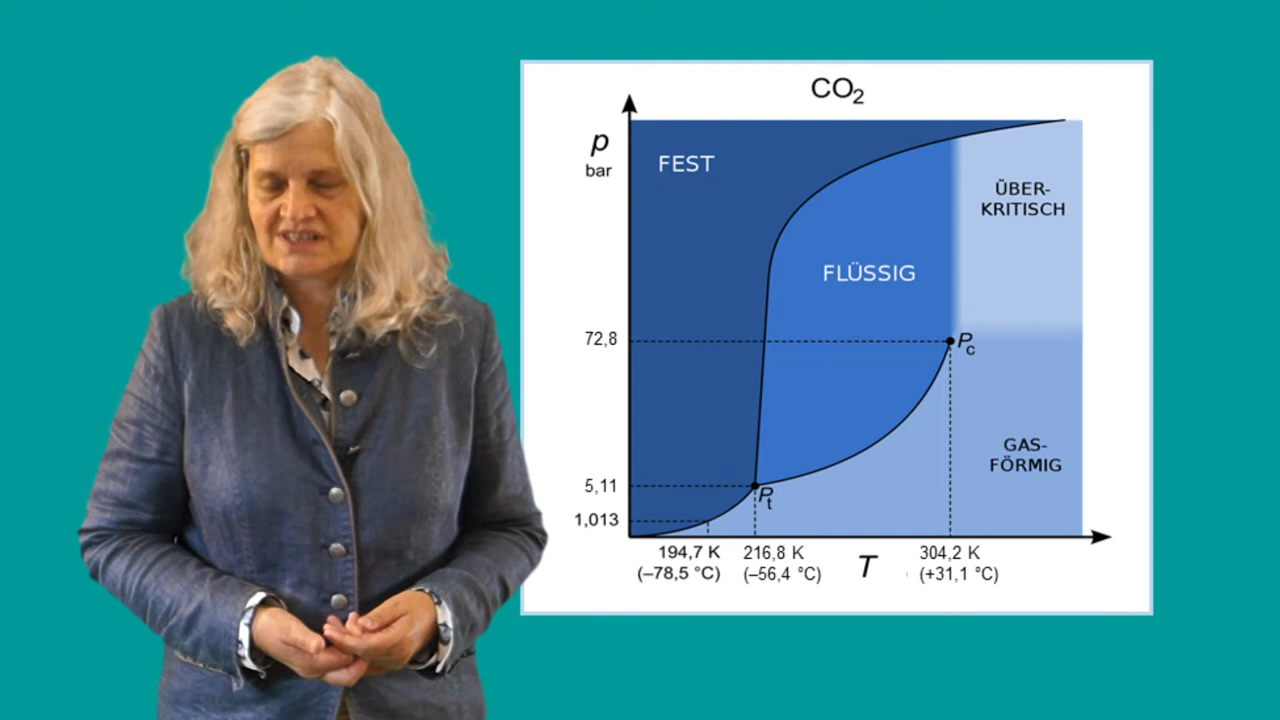 CO₂
p
bar
FEST
ÜBER-
KRITISCH
FLÜSSIG
72,8
Pc
GAS-
FÖRMIG
5,11
Pt
1,013
194,7 K
(–78,5 °C)
216,8 K
(–56,4 °C)
T
304,2 K
(+31,1 °C)